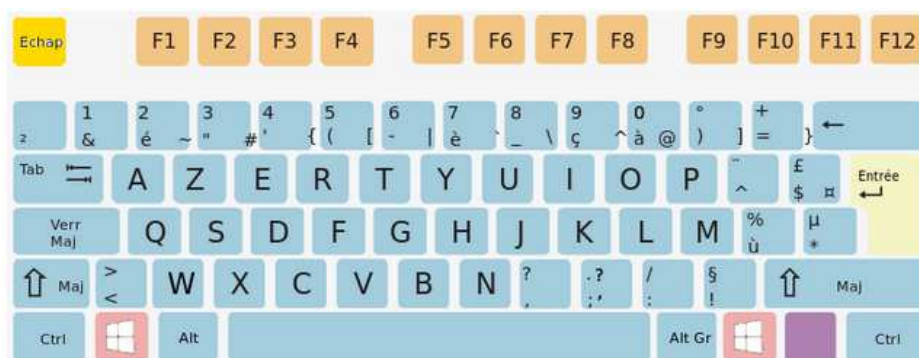 Echap F1 F2 F3 F4 F5 F6 F7 F8 F9 F10 F11 F12
1 2 3 4 5 6 7 8 9 0 ° +
² & é ~ " # ' { ( [ - | è ` _ \ ç ^ à @ ) ] = } ←
Tab A Z E R T Y U I O P ¨ ^ £ $ ¤ Entrée
Verr Maj Q S D F G H J K L M % ù µ *
Maj > < W X C V B N ? , .? ;′ / : § ! Maj
Ctrl Alt Alt Gr Ctrl